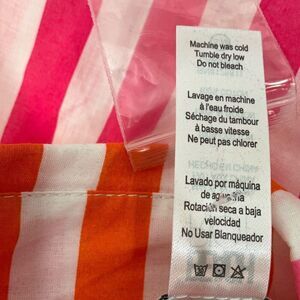 Machine was cold
Tumble dry low
Do not bleach
Lavage en machine
à l'eau froide
Séchage du tambour
à basse vitesse
Ne peut pas chlorer
Lavado por máquina
de agua fria
Rotación seca a baja
velocidad
No Usar Blanqueador